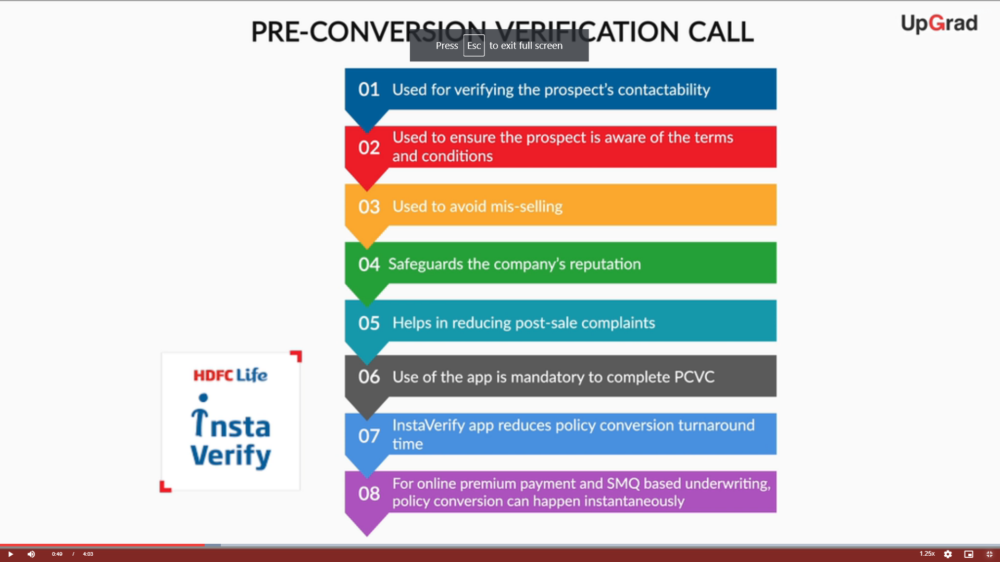 PRE-CONVERSION VERIFICATION CALL
UpGrad
Press Esc to exit full screen
01 Used for verifying the prospect's contactability
02 Used to ensure the prospect is aware of the terms
and conditions
03 Used to avoid mis-selling
04 Safeguards the company's reputation
05 Helps in reducing post-sale complaints
06 Use of the app is mandatory to complete PCVC
07 InstaVerify app reduces policy conversion turnaround
time
08 For online premium payment and SMQ based underwriting,
policy conversion can happen instantaneously
HDFC Life
insta
Verify
0:49 / 4:03
1.25x